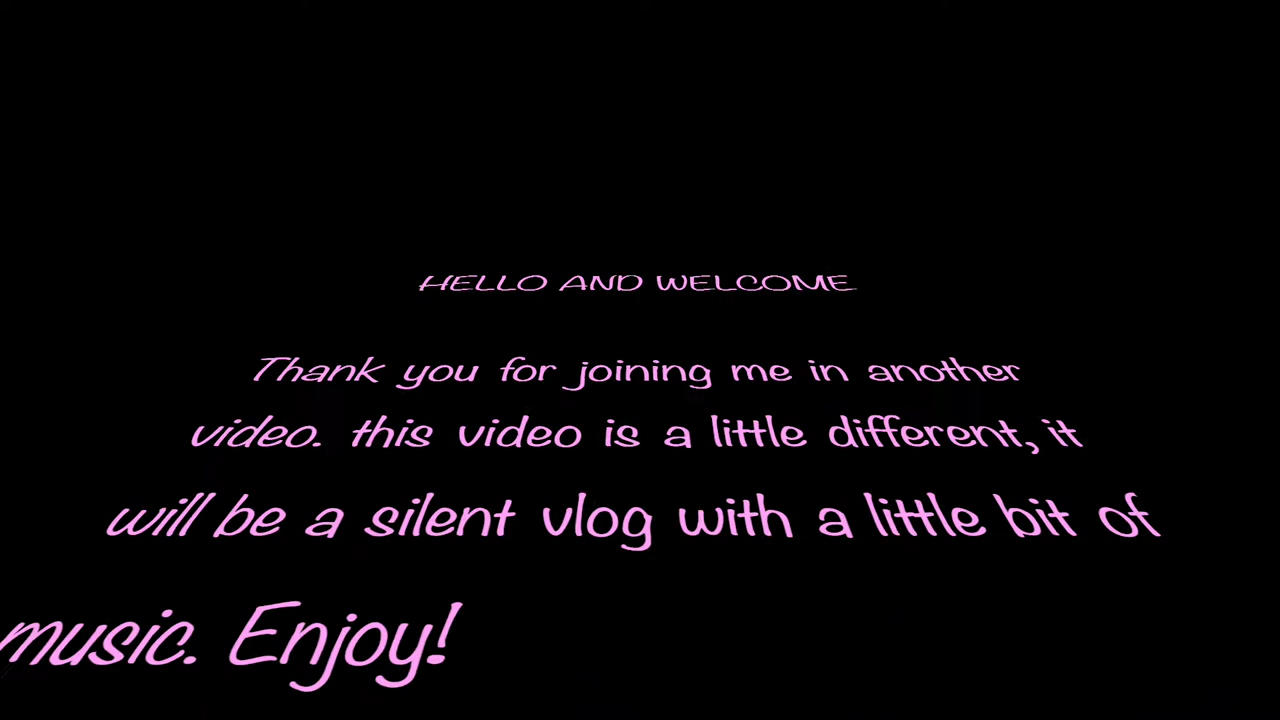 HELLO AND WELCOME
Thank you for joining me in another
video. this video is a little different, it
will be a silent vlog with a little bit of
music. Enjoy!